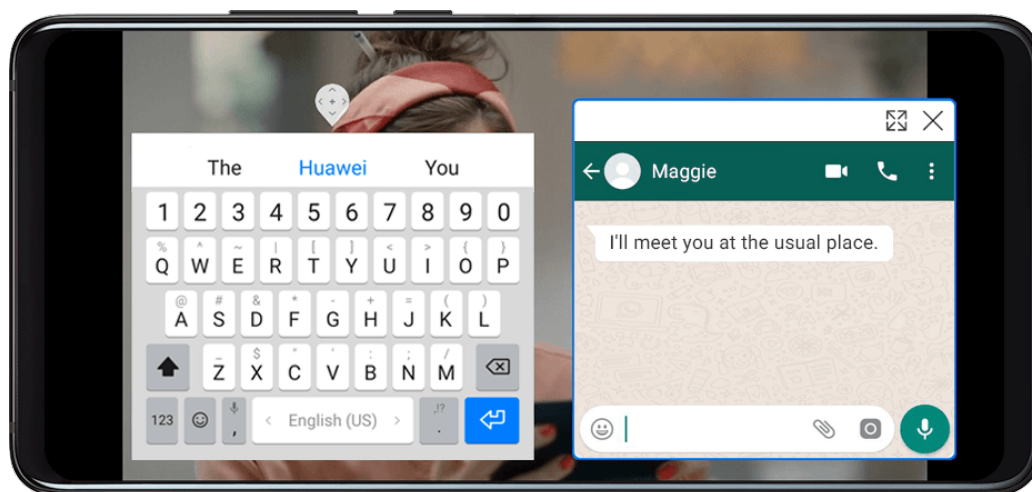 The Huawei You
1 2 3 4 5 6 7 8 9 0
% ^ ~ | [ ] < > { }
Q W E R T Y U I O P
@ # & * - + = ( )
A S D F G H J K L
_ $ " ' : ; /
Z X C V B N M
123 , < English (US) > ,!? .
Maggie
I'll meet you at the usual place.